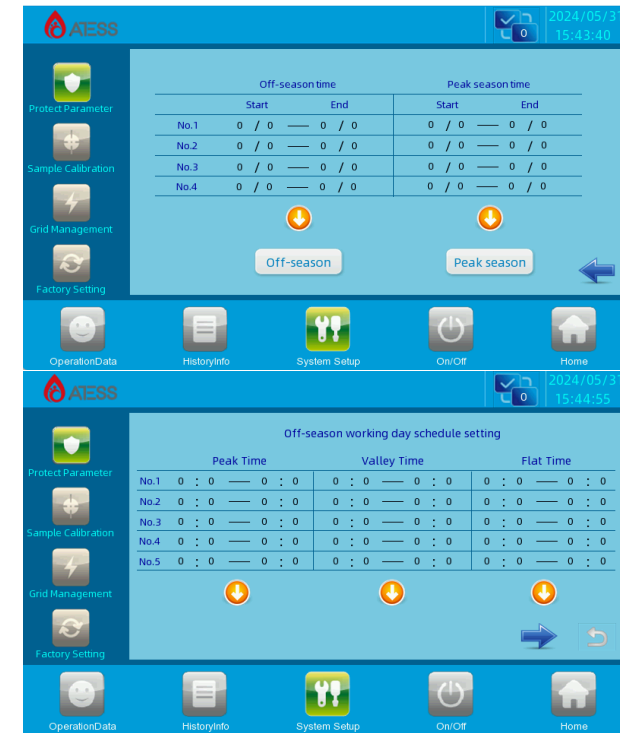 ATESS 0 2024/05/31
15:43:40
Off-season time Peak season time
Start End Start End
No.1 0 / 0 — 0 / 0 0 / 0 — 0 / 0
No.2 0 / 0 — 0 / 0 0 / 0 — 0 / 0
No.3 0 / 0 — 0 / 0 0 / 0 — 0 / 0
No.4 0 / 0 — 0 / 0 0 / 0 — 0 / 0
Off-season Peak season
Protect Parameter
Sample Calibration
Grid Management
Factory Setting
OperationData HistoryInfo System Setup On/Off Home
ATESS 0 2024/05/31
15:44:55
Off-season working day schedule setting
Peak Time Valley Time Flat Time
No.1 0 : 0 — 0 : 0 0 : 0 — 0 : 0 0 : 0 — 0 : 0
No.2 0 : 0 — 0 : 0 0 : 0 — 0 : 0 0 : 0 — 0 : 0
No.3 0 : 0 — 0 : 0 0 : 0 — 0 : 0 0 : 0 — 0 : 0
No.4 0 : 0 — 0 : 0 0 : 0 — 0 : 0 0 : 0 — 0 : 0
No.5 0 : 0 — 0 : 0 0 : 0 — 0 : 0 0 : 0 — 0 : 0
Protect Parameter
Sample Calibration
Grid Management
Factory Setting
OperationData HistoryInfo System Setup On/Off Home